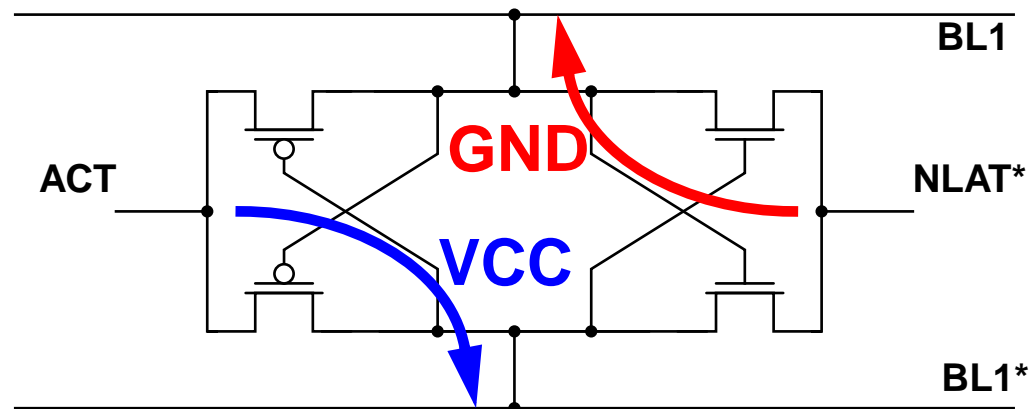 BL1
GND
ACT
NLAT*
VCC
BL1*